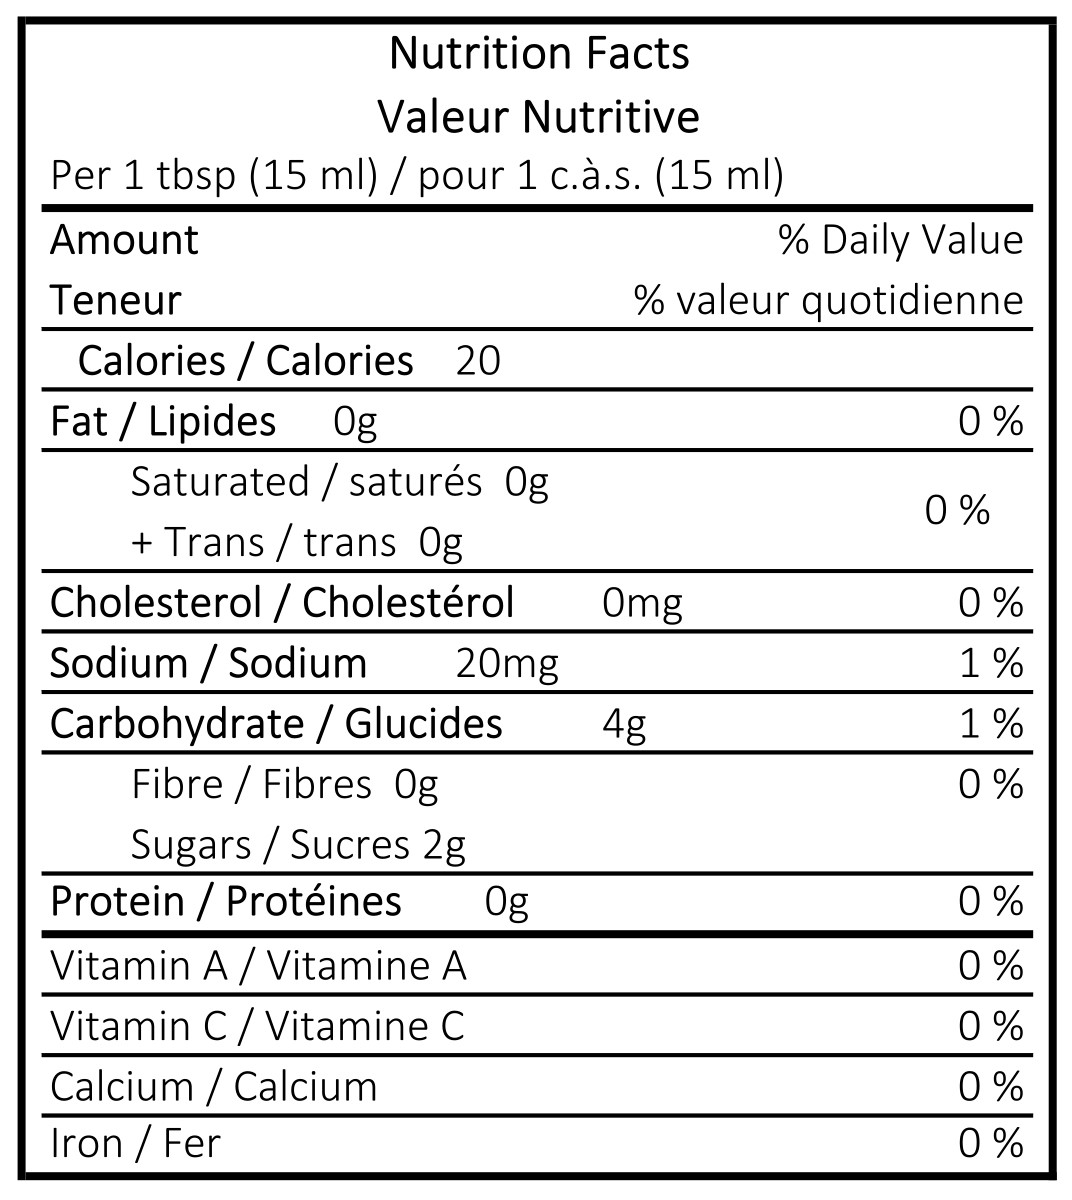 Nutrition Facts
Valeur Nutritive
Per 1 tbsp (15 ml) / pour 1 c.à.s. (15 ml)
Amount % Daily Value
Teneur % valeur quotidienne
Calories / Calories 20
Fat / Lipides 0g 0 %
Saturated / saturés 0g
0 %
+ Trans / trans 0g
Cholesterol / Cholestérol 0mg 0 %
Sodium / Sodium 20mg 1 %
Carbohydrate / Glucides 4g 1 %
Fibre / Fibres 0g 0 %
Sugars / Sucres 2g
Protein / Protéines 0g 0 %
Vitamin A / Vitamine A 0 %
Vitamin C / Vitamine C 0 %
Calcium / Calcium 0 %
Iron / Fer 0 %